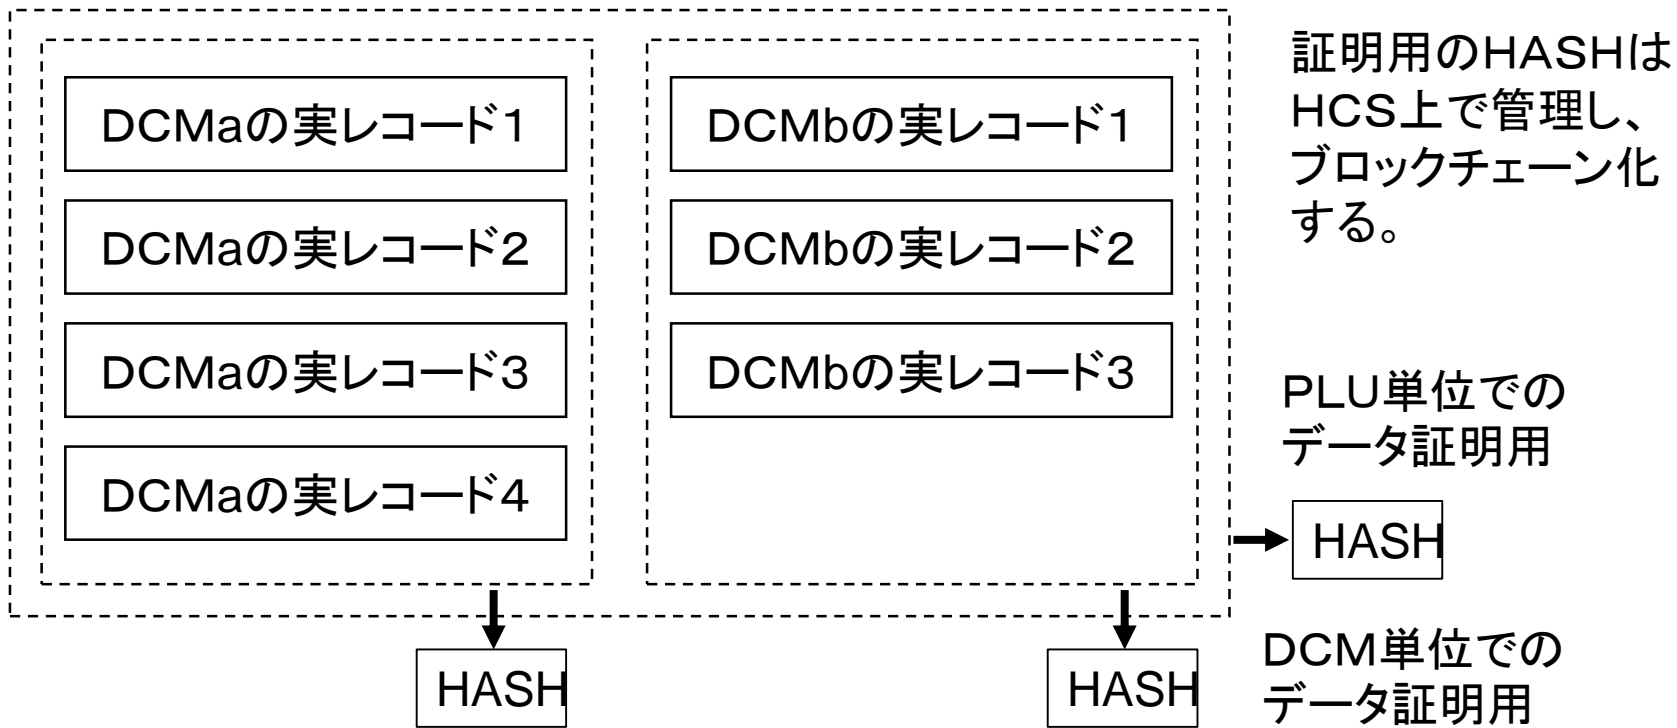 DCMaの実レコード1
DCMaの実レコード2
DCMaの実レコード3
DCMaの実レコード4
DCMbの実レコード1
DCMbの実レコード2
DCMbの実レコード3
証明用のHASHは
HCS上で管理し、
ブロックチェーン化
する。
PLU単位での
データ証明用
HASH
HASH
HASH
DCM単位での
データ証明用